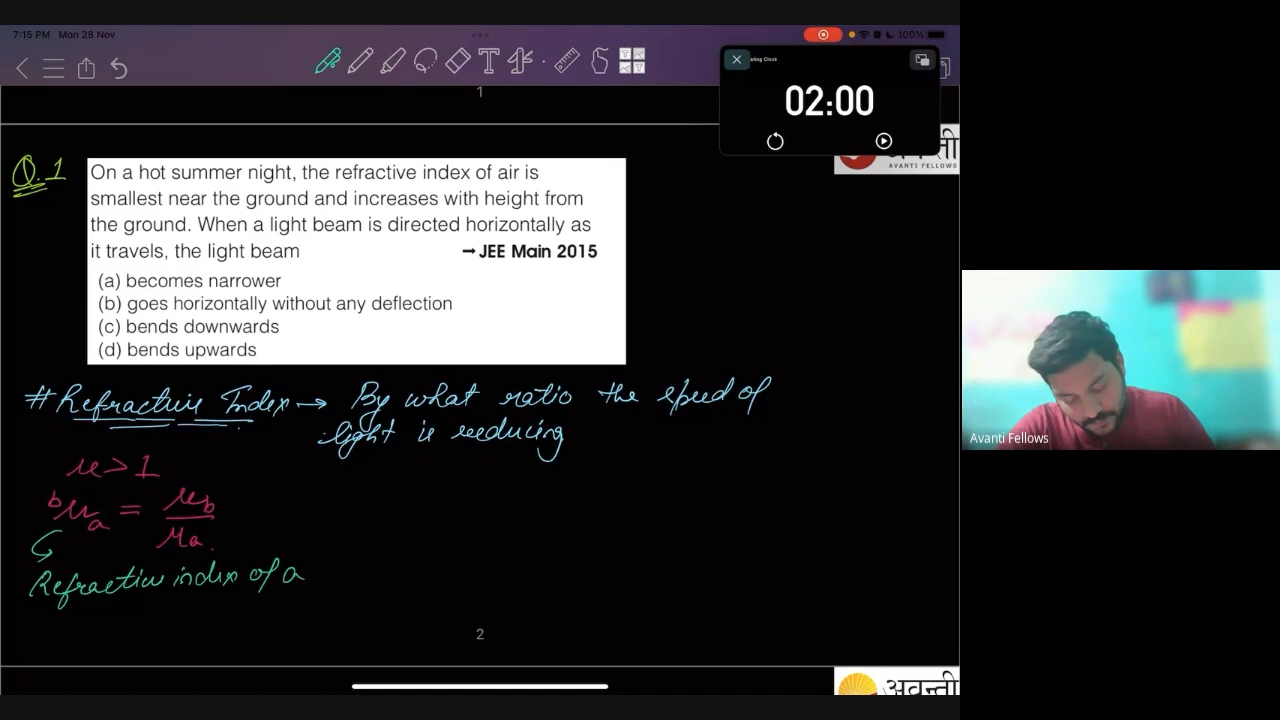 7:15 PM Mon 28 Nov
100%
1
02:00
AVANTI FELLOWS
Q.1
On a hot summer night, the refractive index of air is
smallest near the ground and increases with height from
the ground. When a light beam is directed horizontally as
it travels, the light beam → JEE Main 2015
(a) becomes narrower
(b) goes horizontally without any deflection
(c) bends downwards
(d) bends upwards
# Refractive Index → By what ratio the speed of
light is reducing
μ > 1
ᵇμₐ = μb
μa.
Refractive index of a
2
Avanti Fellows
अवन्ती